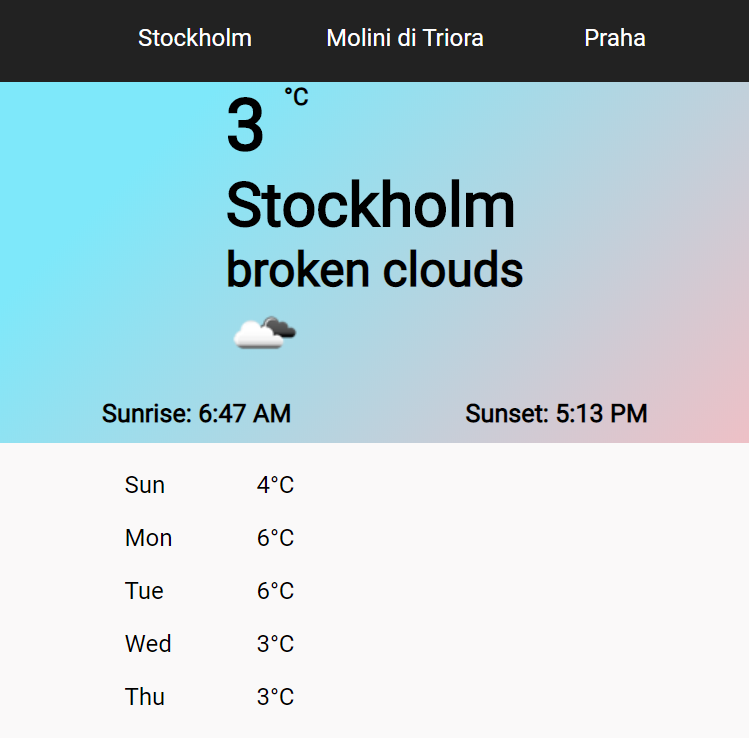 Stockholm Molini di Triora Praha
3 °C
Stockholm
broken clouds
Sunrise: 6:47 AM Sunset: 5:13 PM
Sun 4°C
Mon 6°C
Tue 6°C
Wed 3°C
Thu 3°C